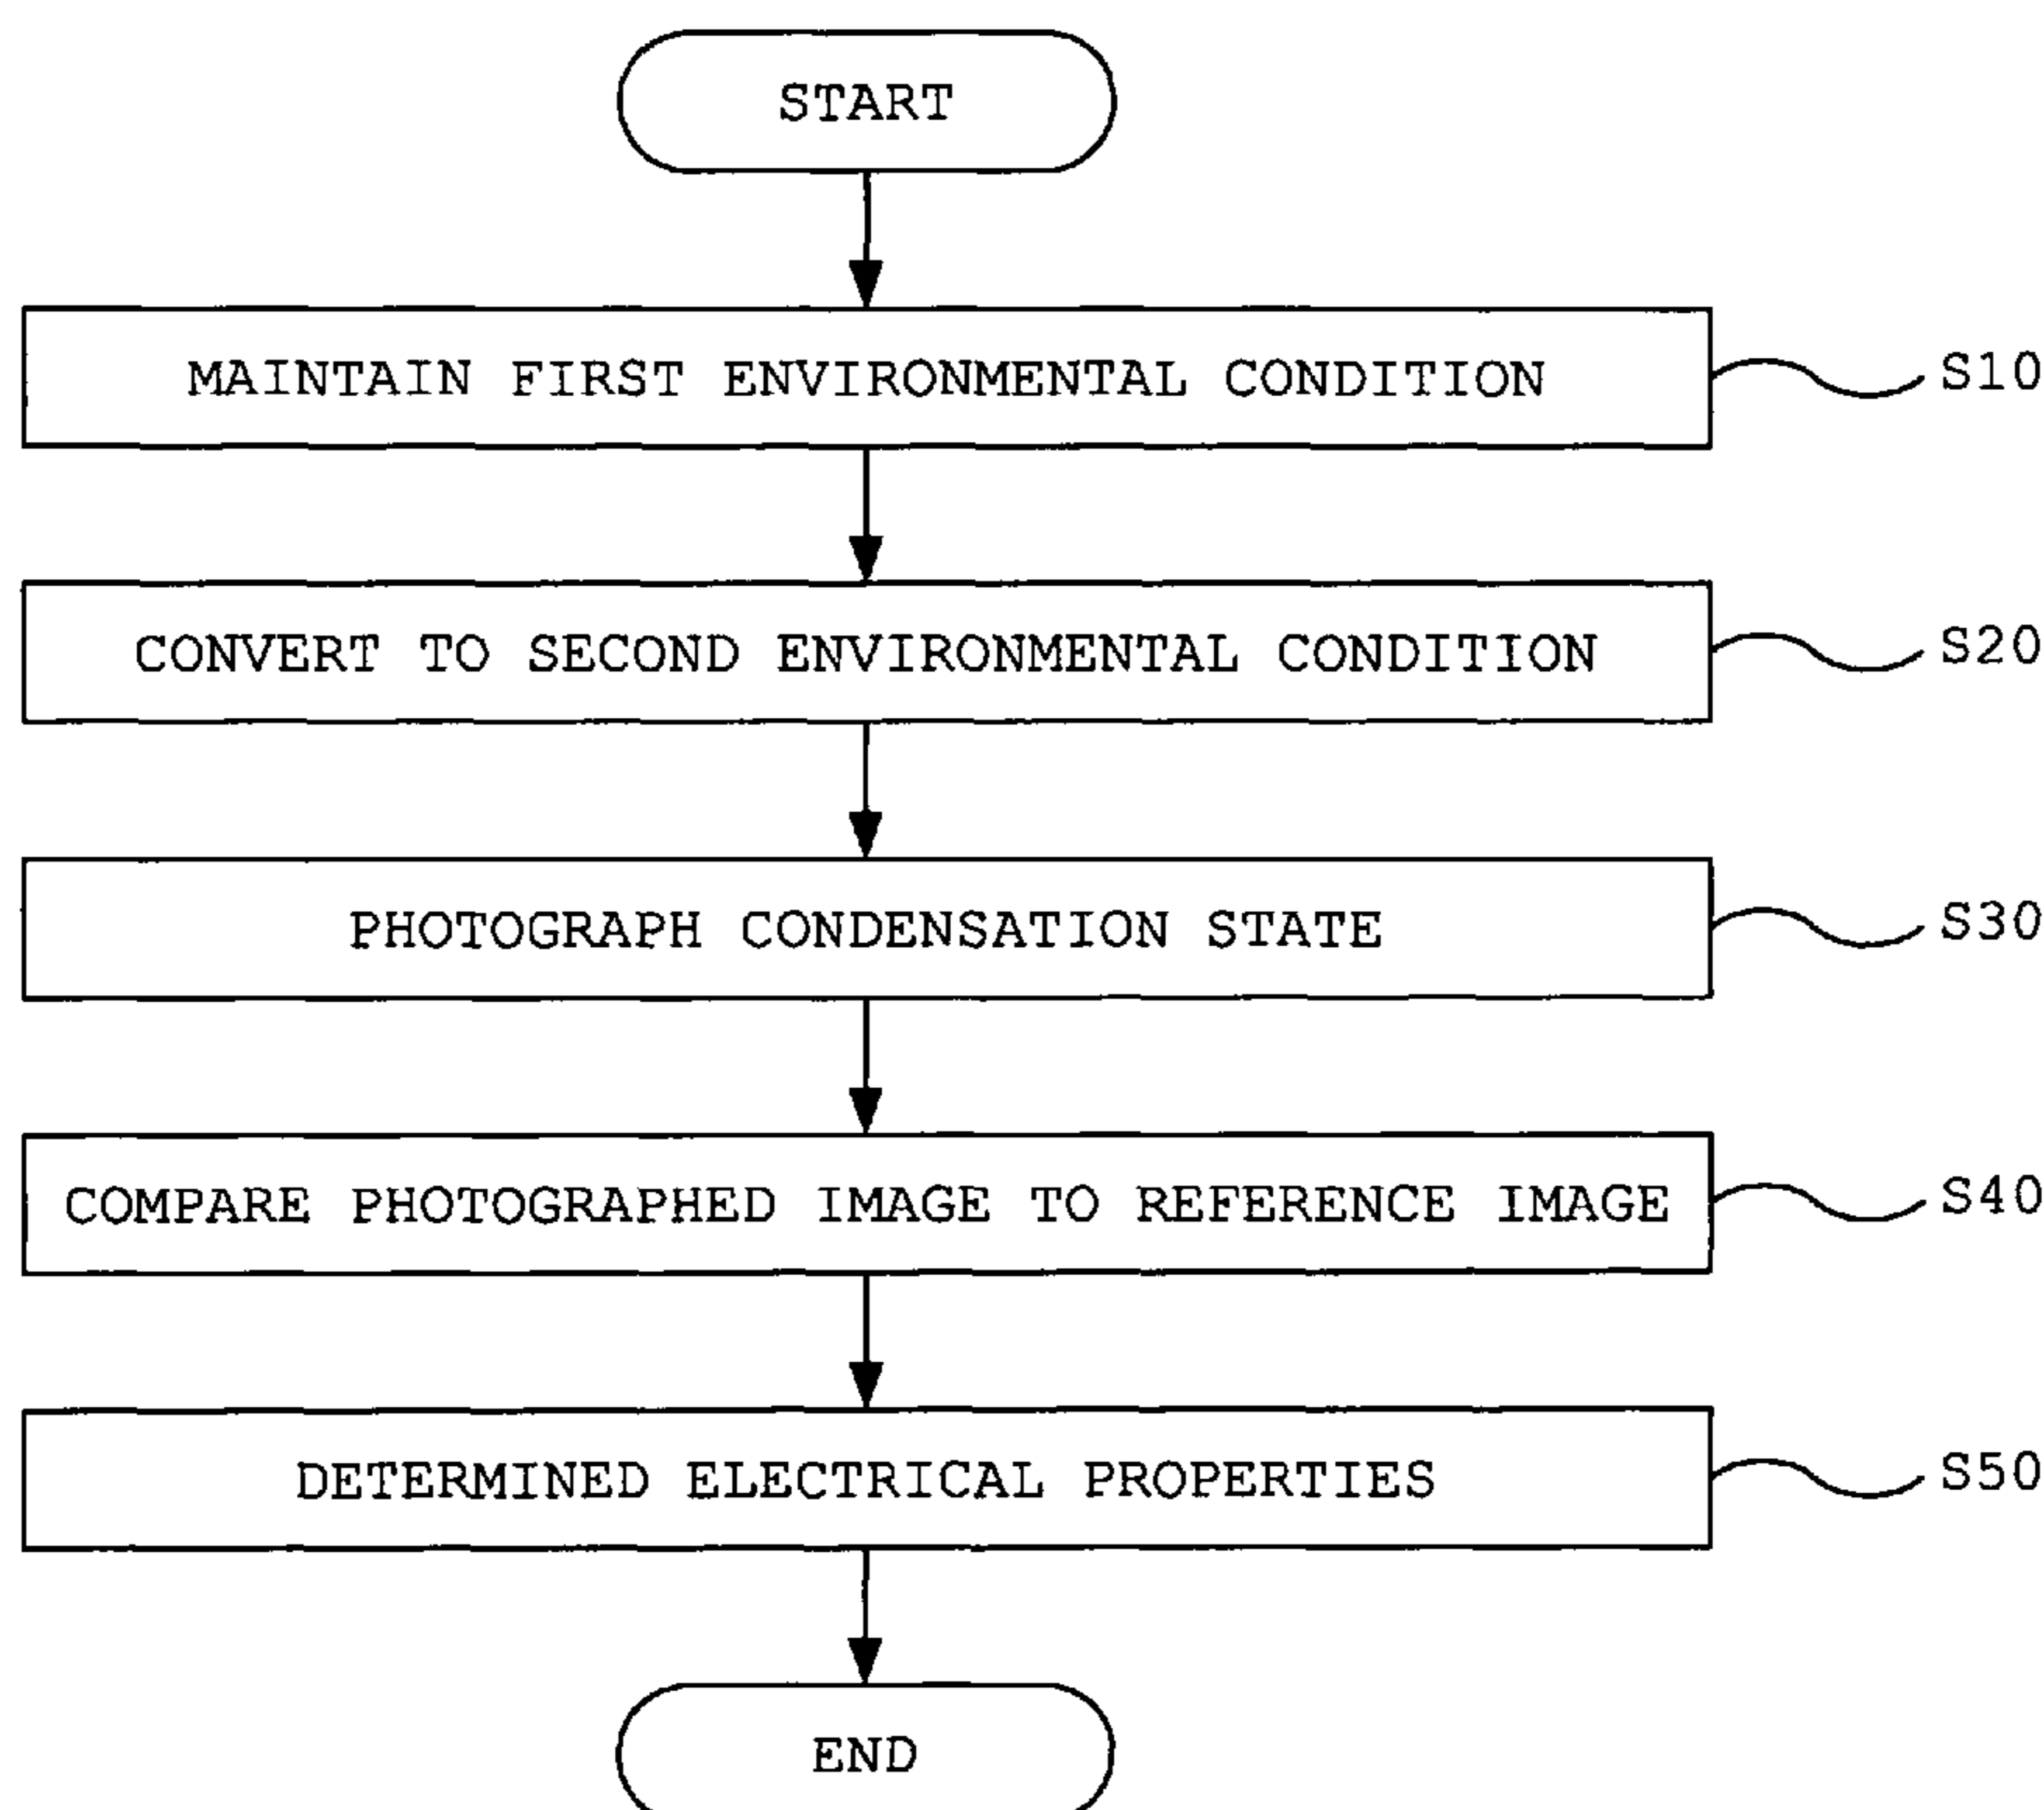 START
MAINTAIN FIRST ENVIRONMENTAL CONDITION
S10
CONVERT TO SECOND ENVIRONMENTAL CONDITION
S20
PHOTOGRAPH CONDENSATION STATE
S30
COMPARE PHOTOGRAPHED IMAGE TO REFERENCE IMAGE
S40
DETERMINED ELECTRICAL PROPERTIES
S50
END